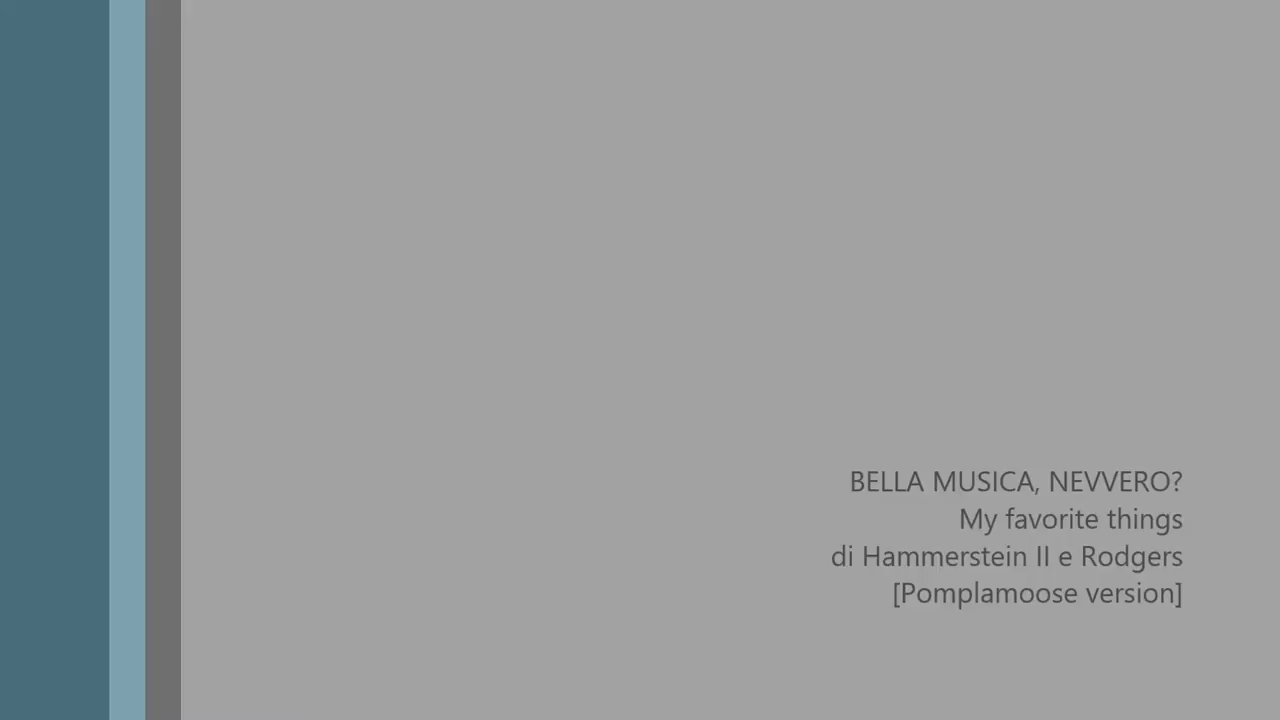 BELLA MUSICA, NEVVERO?
My favorite things
di Hammerstein II e Rodgers
[Pomplamoose version]